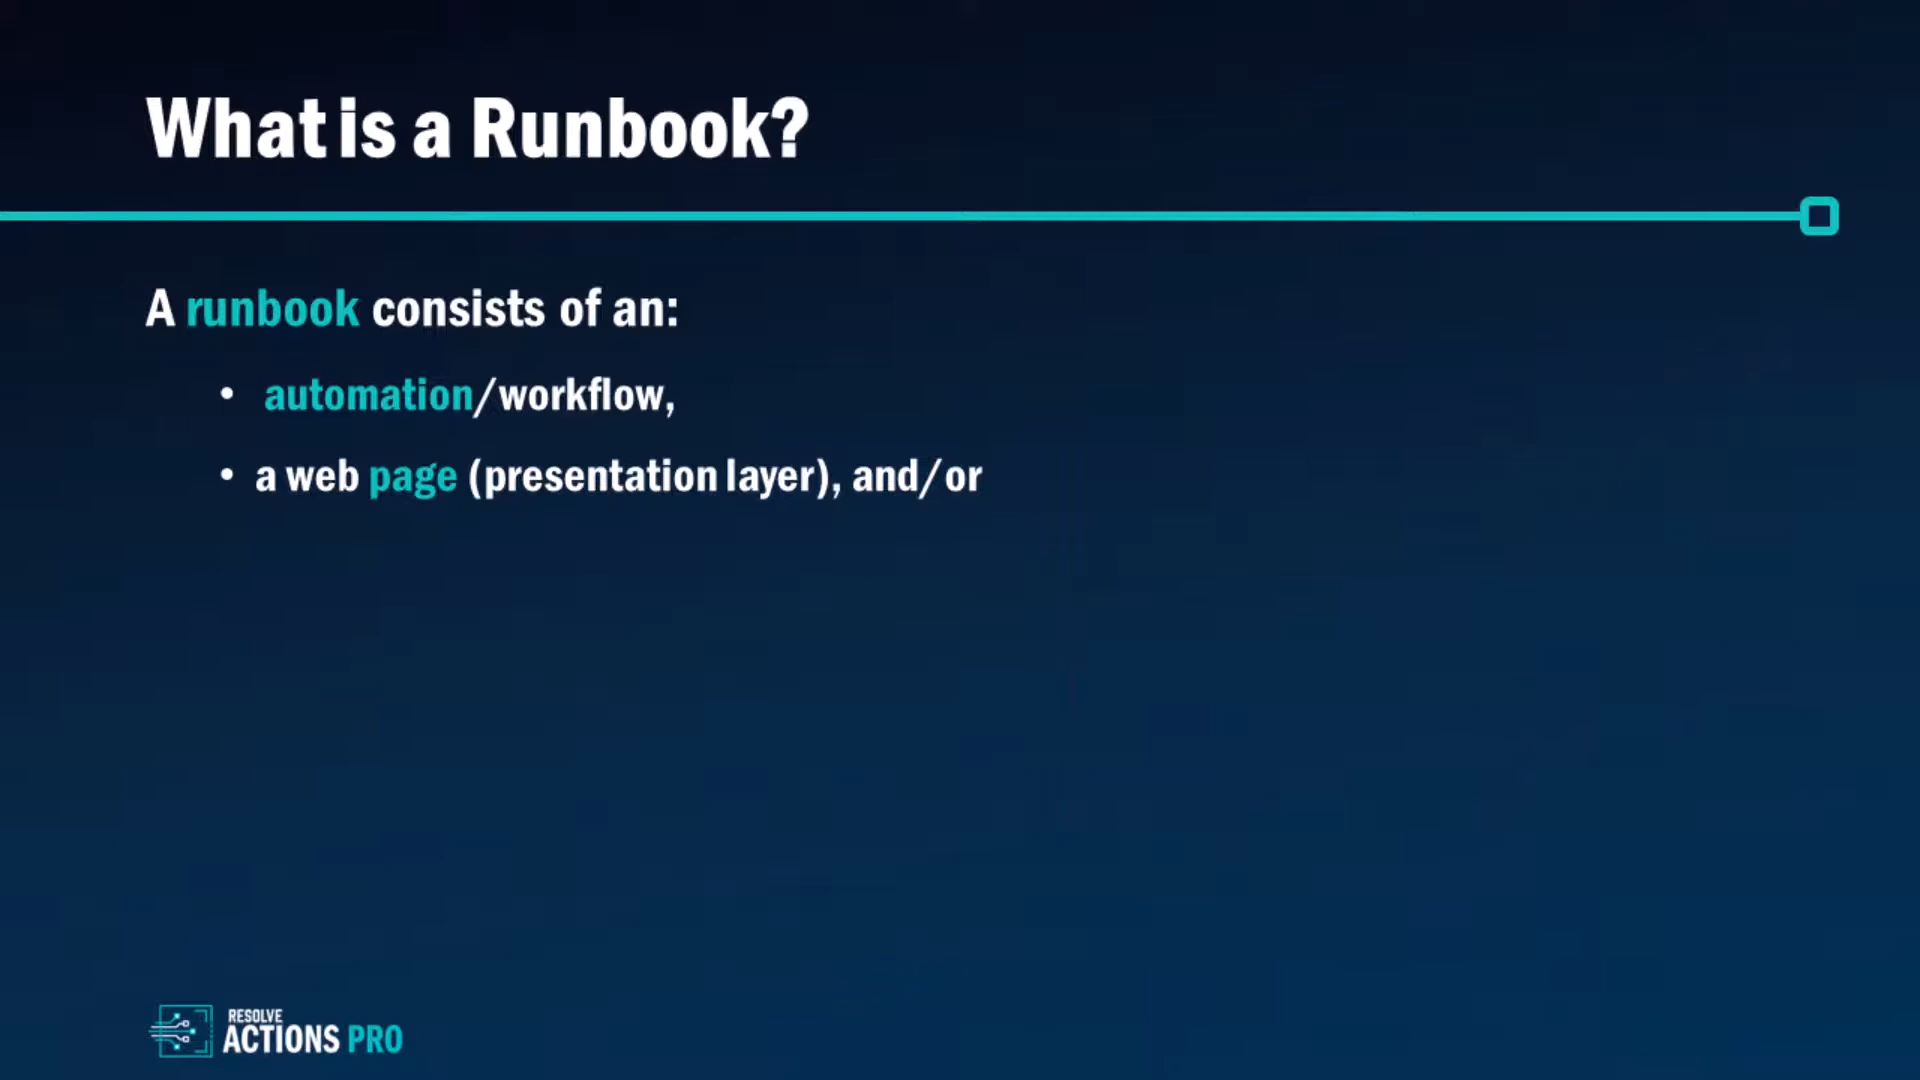 What is a Runbook?
A runbook consists of an:
• automation/workflow,
• a web page (presentation layer), and/or
RESOLVE
ACTIONS PRO